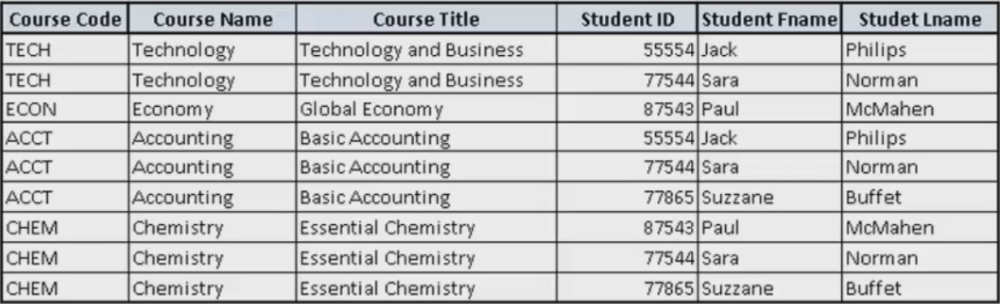 Course Code Course Name Course Title Student ID Student Fname Studet Lname
TECH Technology Technology and Business 55554 Jack Philips
TECH Technology Technology and Business 77544 Sara Norman
ECON Economy Global Economy 87543 Paul McMahen
ACCT Accounting Basic Accounting 55554 Jack Philips
ACCT Accounting Basic Accounting 77544 Sara Norman
ACCT Accounting Basic Accounting 77865 Suzzane Buffet
CHEM Chemistry Essential Chemistry 87543 Paul McMahen
CHEM Chemistry Essential Chemistry 77544 Sara Norman
CHEM Chemistry Essential Chemistry 77865 Suzzane Buffet